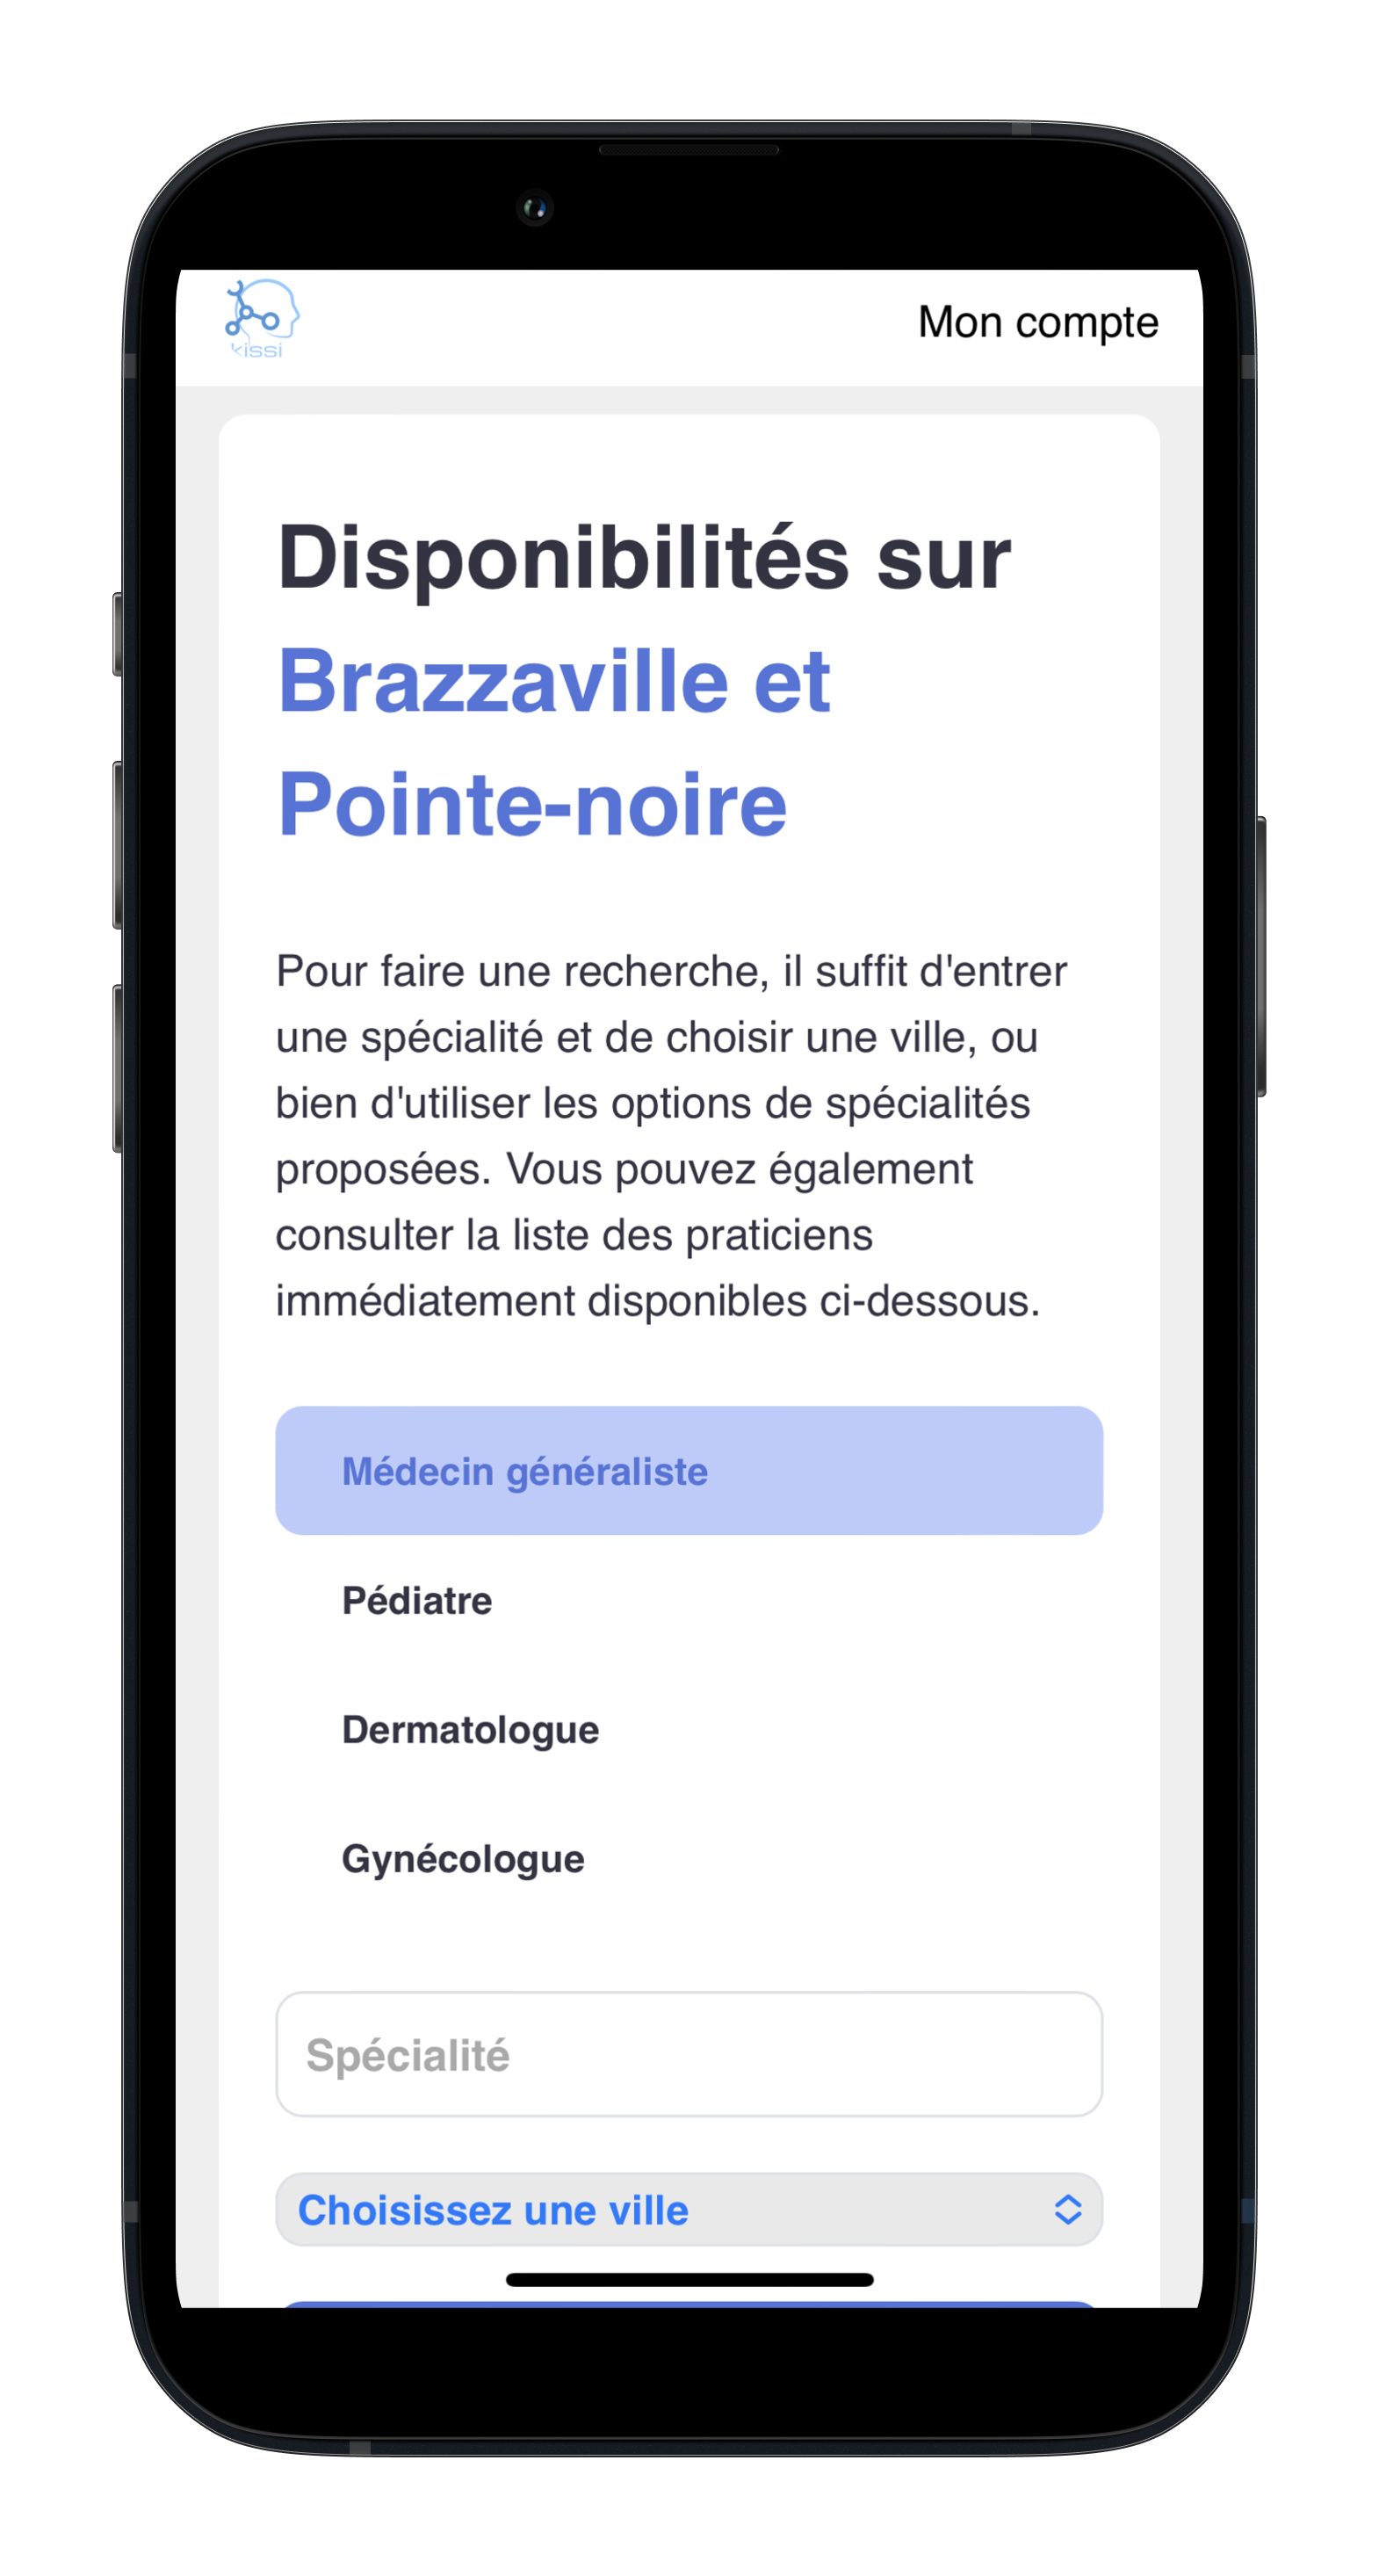 kissi
Mon compte
Disponibilités sur
Brazzaville et
Pointe-noire
Pour faire une recherche, il suffit d'entrer
une spécialité et de choisir une ville, ou
bien d'utiliser les options de spécialités
proposées. Vous pouvez également
consulter la liste des praticiens
immédiatement disponibles ci-dessous.
Médecin généraliste
Pédiatre
Dermatologue
Gynécologue
Spécialité
Choisissez une ville